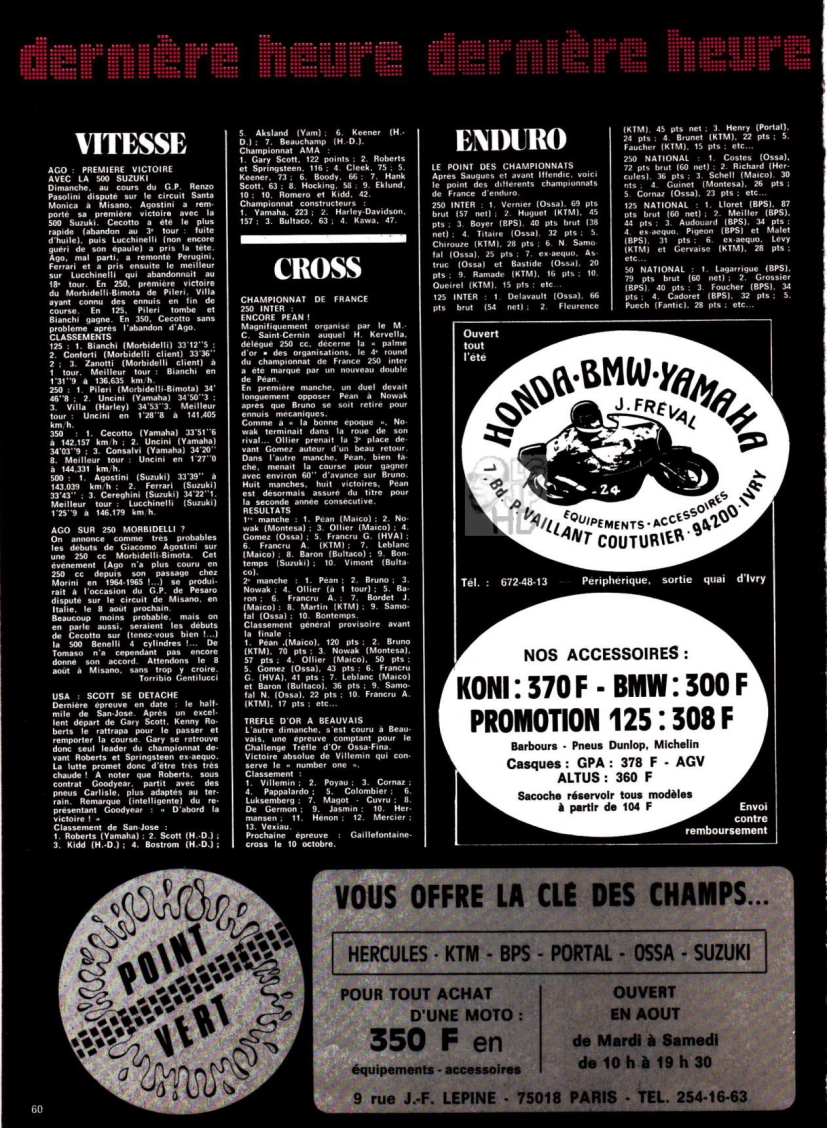 dernière heure dernière heure
VITESSE
AGO : PREMIERE VICTOIRE
AVEC LA 500 SUZUKI
Dimanche, au cours du G.P. Renzo
Pasolini disputé sur le circuit Santa
Monica à Misano, Agostini a rem-
porté sa première victoire avec la
500 Suzuki. Cecotto a été le plus
rapide (abandon au 3e tour : fuite
d'huile), puis Lucchinelli (non encore
guéri de son épaule) a pris la tête.
Ago, mal parti, a remonté Perugini,
Ferrari et a pris ensuite le meilleur
sur Lucchinelli qui abandonnait au
18e tour. En 250, première victoire
du Morbidelli-Bimota de Pileri, Villa
ayant connu des ennuis en fin de
course. En 125, Pileri tombe et
Bianchi gagne. En 350, Cecotto sans
problème après l'abandon d'Ago.
CLASSEMENTS
125 : 1. Bianchi (Morbidelli) 33'12''5 ;
2. Conforti (Morbidelli client) 33'36''
2 ; 3. Zanotti (Morbidelli client) à
1 tour. Meilleur tour : Bianchi en
1'31''9 à 136,635 km/h.
250 : 1. Pileri (Morbidelli-Bimota) 34'
46''8 ; 2. Uncini (Yamaha) 34'50''3 ;
3. Villa (Harley) 34'53''3. Meilleur
tour : Uncini en 1'28''8 à 141,405
km/h.
350 : 1. Cecotto (Yamaha) 33'51''6
à 142,157 km/h ; 2. Uncini (Yamaha)
34'03''9 ; 3. Consalvi (Yamaha) 34'20''
8. Meilleur tour : Uncini en 1'27''0
à 144,331 km/h.
500 : 1. Agostini (Suzuki) 33'39'' à
143,039 km/h ; 2. Ferrari (Suzuki)
33'43'' ; 3. Cereghini (Suzuki) 34'22''1.
Meilleur tour : Lucchinelli (Suzuki)
1'25''9 à 146,179 km h.
AGO SUR 250 MORBIDELLI ?
On annonce comme très probables
les débuts de Giacomo Agostini sur
une 250 cc Morbidelli-Bimota. Cet
événement (Ago n'a plus couru en
250 cc depuis son passage chez
Morini en 1964-1965 !...) se produi-
rait à l'occasion du G.P. de Pesaro
disputé sur le circuit de Misano, en
Italie, le 8 août prochain.
Beaucoup moins probable, mais on
en parle aussi, seraient les débuts
de Cecotto sur (tenez-vous bien !...)
la 500 Benelli 4 cylindres !... De
Tomaso n'a cependant pas encore
donné son accord. Attendons le 8
août à Misano, sans trop y croire.
Torribio Gentilucci
USA : SCOTT SE DETACHE
Dernière épreuve en date : le half-
mile de San-Jose. Après un excel-
lent départ de Gary Scott, Kenny Ro-
berts le rattrapa pour le passer et
remporter la course. Gary se retrouve
donc seul leader du championnat de-
vant Roberts et Springsteen ex-aequo.
La lutte promet donc d'être très très
chaude ! A noter que Roberts, sous
contrat Goodyear, partit avec des
pneus Carlisle, plus adaptés au ter-
rain. Remarque (intelligente) du re-
présentant Goodyear : « D'abord la
victoire ! »
Classement de San-Jose :
1. Roberts (Yamaha) ; 2. Scott (H.-D.) ;
3. Kidd (H.-D.) ; 4. Bostrom (H.-D.) ;
5. Aksland (Yam) ; 6. Keener (H.-
D.) ; 7. Beauchamp (H.-D.).
Championnat AMA :
1. Gary Scott, 122 points ; 2. Roberts
et Springsteen, 116 ; 4. Cleek, 75 ; 5.
Keener, 73 ; 6. Boody, 66 ; 7. Hank
Scott, 63 ; 8. Hocking, 58 ; 9. Eklund,
10 ; 10. Romero et Kidd, 42.
Championnat constructeurs :
1. Yamaha, 223 ; 2. Harley-Davidson,
157 ; 3. Bultaco, 63 ; 4. Kawa, 47.
CROSS
CHAMPIONNAT DE FRANCE
250 INTER :
ENCORE PEAN !
Magnifiquement organisé par le M.-
C. Saint-Cernin auquel H. Kervella,
délégué 250 cc, décerna la « palme
d'or » des organisations, le 4e round
du championnat de France 250 inter
a été marqué par un nouveau doublé
de Péan.
En première manche, un duel devait
longuement opposer Péan à Nowak
après que Bruno se soit retiré pour
ennuis mécaniques.
Comme à « la bonne époque », No-
wak terminait dans la roue de son
rival... Ollier prenait la 3e place de-
vant Gomez auteur d'un beau retour.
Dans l'autre manche, Péan, bien fâ-
ché, menait la course pour gagner
avec environ 60'' d'avance sur Bruno.
Huit manches, huit victoires, Péan
est désormais assuré du titre pour
la seconde année consécutive.
RESULTATS
1re manche : 1. Péan (Maico) ; 2. No-
wak (Montesa) ; 3. Ollier (Maico) ; 4.
Gomez (Ossa) ; 5. Francru G. (HVA) ;
6. Francru A. (KTM) ; 7. Leblanc
(Maico) ; 8. Baron (Bultaco) ; 9. Bon-
temps (Suzuki) ; 10. Vimont (Bulta-
co).
2e manche : 1. Péan ; 2. Bruno ; 3.
Nowak ; 4. Ollier (à 1 tour) ; 5. Ba-
ron ; 6. Francru A. ; 7. Bordet J.
(Maico) ; 8. Martin (KTM) ; 9. Samo-
fal (Ossa) ; 10. Bontemps.
Classement général provisoire avant
la finale :
1. Péan (Maico), 120 pts ; 2. Bruno
(KTM), 70 pts ; 3. Nowak (Montesa),
57 pts ; 4. Ollier (Maico), 50 pts ;
5. Gomez (Ossa), 43 pts ; 6. Francru
G. (HVA), 41 pts ; 7. Leblanc (Maico)
et Baron (Bultaco), 36 pts ; 9. Samo-
fal N. (Ossa), 22 pts ; 10. Francru A.
(KTM), 17 pts ; etc...
TREFLE D'OR A BEAUVAIS
L'autre dimanche, s'est couru à Beau-
vais, une épreuve comptant pour le
Challenge Trèfle d'Or Ossa-Fina.
Victoire absolue de Villemin qui con-
serve le « number one ».
Classement :
1. Villemin ; 2. Poyau ; 3. Cornaz ;
4. Pappalardo ; 5. Colombier ; 6.
Luksemberg ; 7. Magot - Cuvru ; 8.
De Germon ; 9. Jasmin ; 10. Her-
mansen ; 11. Hénon ; 12. Mercier ;
13. Vexiau.
Prochaine épreuve : Gaillefontaine-
cross le 10 octobre.
ENDURO
LE POINT DES CHAMPIONNATS
Après Saugues et avant Iffendic, voici
le point des différents championnats
de France d'enduro.
250 INTER : 1. Vernier (Ossa), 69 pts
brut (57 net) ; 2. Huguet (KTM), 45
pts ; 3. Boyer (BPS), 40 pts brut (38
net) ; 4. Titaire (Ossa), 32 pts ; 5.
Chirouze (KTM), 28 pts ; 6. N. Samo-
fal (Ossa), 25 pts ; 7. ex-aequo, As-
truc (Ossa) et Bastide (Ossa), 20
pts ; 9. Ramade (KTM), 16 pts ; 10.
Queirel (KTM), 15 pts ; etc...
125 INTER : 1. Delavault (Ossa), 66
pts brut (54 net) ; 2. Fleurence
(KTM), 45 pts net ; 3. Henry (Portal),
24 pts ; 4. Brunet (KTM), 22 pts ; 5.
Faucher (KTM), 15 pts ; etc...
250 NATIONAL : 1. Costes (Ossa),
72 pts brut (60 net) ; 2. Richard (Her-
cules), 36 pts ; 3. Schell (Maico), 30
nts ; 4. Guinet (Montesa), 26 pts ;
5. Cornaz (Ossa), 23 pts ; etc...
125 NATIONAL : 1. Lloret (BPS), 87
pts brut (60 net) ; 2. Meiller (BPS),
44 pts ; 3. Audouard (BPS), 34 pts ;
4. ex-aequo, Pigeon (BPS) et Malet
(BPS), 31 pts ; 6. ex-aequo, Lévy
(KTM) et Gervaise (KTM), 28 pts ;
etc...
50 NATIONAL : 1. Lagarrigue (BPS),
79 pts brut (60 net) ; 2. Grossier
(BPS), 40 pts ; 3. Foucher (BPS), 34
pts ; 4. Cadoret (BPS), 32 pts ; 5.
Puech (Fantic), 28 pts ; etc...
Ouvert
tout
l'été
HONDA·BMW·YAMAHA
J. FRÉVAL
24
EQUIPEMENTS · ACCESSOIRES
7, Bd. P. VAILLANT COUTURIER · 94200 · IVRY
Tél. : 672-48-13 — Périphérique, sortie quai d'Ivry
NOS ACCESSOIRES :
KONI : 370 F - BMW : 300 F
PROMOTION 125 : 308 F
Barbours - Pneus Dunlop, Michelin
Casques : GPA : 378 F - AGV
ALTUS : 360 F
Sacoche réservoir tous modèles
à partir de 104 F
Envoi
contre
remboursement
POINT
VERT
VOUS OFFRE LA CLÉ DES CHAMPS...
HERCULES - KTM - BPS - PORTAL - OSSA - SUZUKI
POUR TOUT ACHAT
D'UNE MOTO :
350 F en
équipements - accessoires
OUVERT
EN AOUT
de Mardi à Samedi
de 10 h à 19 h 30
9 rue J.-F. LEPINE - 75018 PARIS - TEL. 254-16-63
60